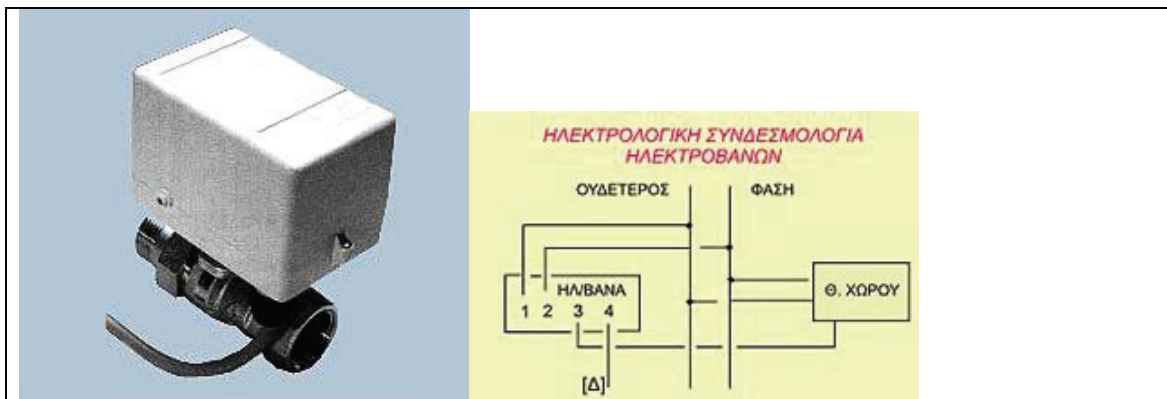 ΗΛΕΚΤΡΟΛΟΓΙΚΗ ΣΥΝΔΕΣΜΟΛΟΓΙΑ
ΗΛΕΚΤΡΟΒΑΝΩΝ
ΟΥΔΕΤΕΡΟΣ ΦΑΣΗ
ΗΛ/ΒΑΝΑ
1 2 3 4
Θ. ΧΩΡΟΥ
[Δ]